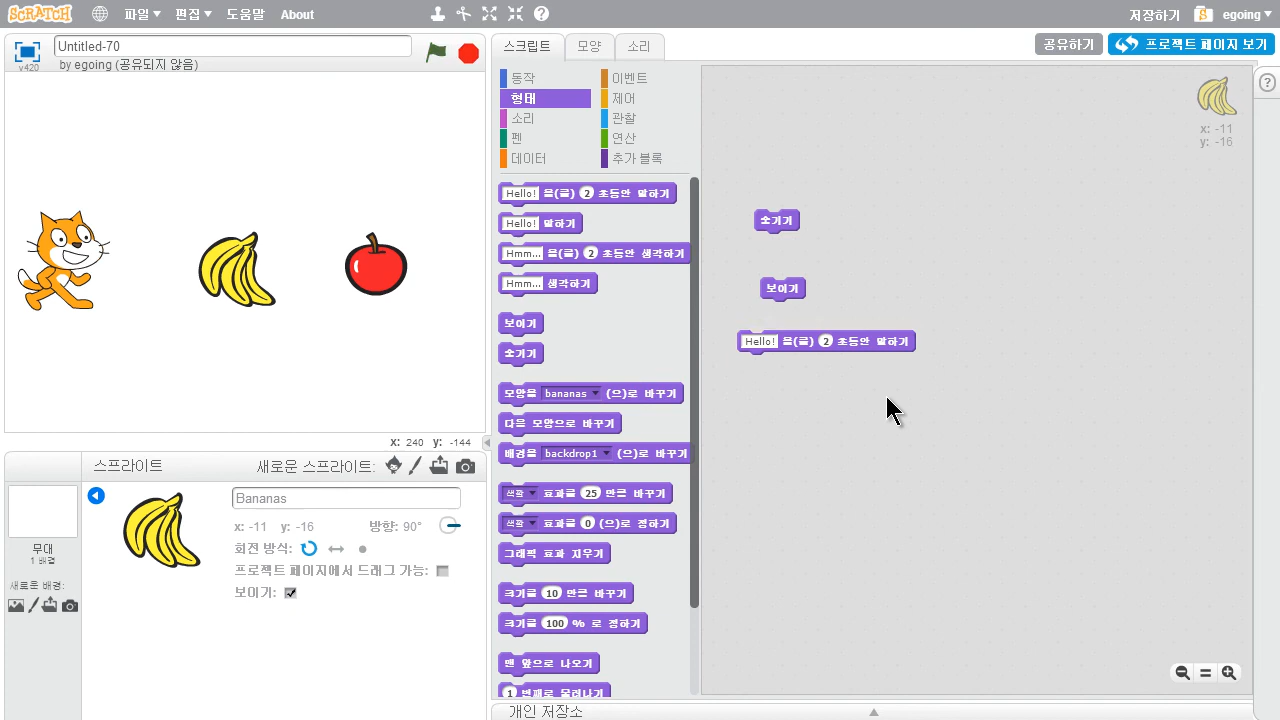 SCRATCH
파일▼ 편집▼ 도움말 About
저장하기 egoing▼
v420
Untitled-70
by egoing (공유되지 않음)
스크립트 모양 소리
공유하기 프로젝트 페이지 보기
동작 이벤트
형태 제어
소리 관찰
펜 연산
데이터 추가 블록
Hello! 을(를) 2 초동안 말하기
Hello! 말하기
Hmm... 을(를) 2 초동안 생각하기
Hmm... 생각하기
보이기
숨기기
모양을 bananas (으)로 바꾸기
다음 모양으로 바꾸기
배경을 backdrop1 (으)로 바꾸기
색깔 효과를 25 만큼 바꾸기
색깔 효과를 0 (으)로 정하기
그래픽 효과 지우기
크기를 10 만큼 바꾸기
크기를 100 % 로 정하기
맨 앞으로 나오기
1 번째로 물러나기
숨기기
보이기
Hello! 을(를) 2 초동안 말하기
x: -11
y: -16
x: 240 y: -144
스프라이트 새로운 스프라이트:
Bananas
x: -11 y: -16 방향: 90°
회전 방식:
프로젝트 페이지에서 드래그 가능:
보이기:
무대
1 배경
새로운 배경:
개인 저장소